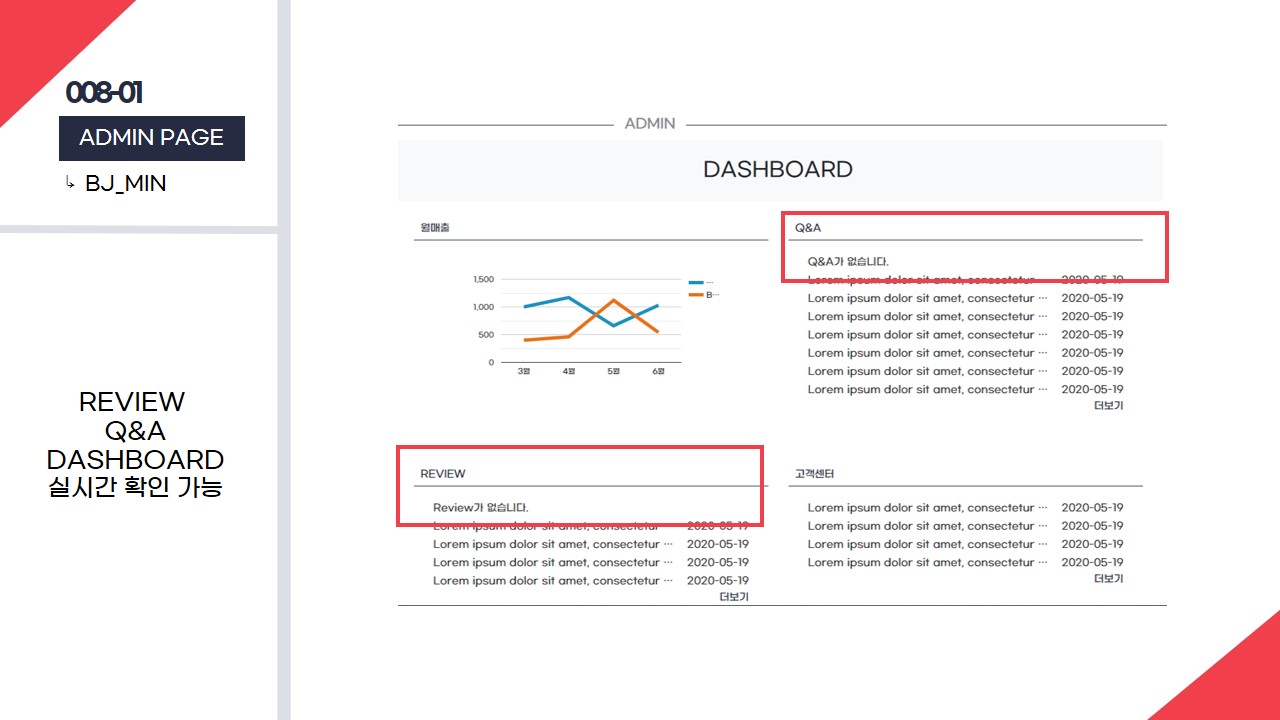 008-01
ADMIN PAGE
↳ BJ_MIN
REVIEW
Q&A
DASHBOARD
실시간 확인 가능
ADMIN
DASHBOARD
월매출
1,500
1,000
500
0
3월 4월 5월 6월
...
B...
Q&A
Q&A가 없습니다.
Lorem ipsum dolor sit amet, consectetur ... 2020-05-19
Lorem ipsum dolor sit amet, consectetur ... 2020-05-19
Lorem ipsum dolor sit amet, consectetur ... 2020-05-19
Lorem ipsum dolor sit amet, consectetur ... 2020-05-19
Lorem ipsum dolor sit amet, consectetur ... 2020-05-19
Lorem ipsum dolor sit amet, consectetur ... 2020-05-19
Lorem ipsum dolor sit amet, consectetur ... 2020-05-19
더보기
REVIEW
Review가 없습니다.
Lorem ipsum dolor sit amet, consectetur ... 2020-05-19
Lorem ipsum dolor sit amet, consectetur ... 2020-05-19
Lorem ipsum dolor sit amet, consectetur ... 2020-05-19
Lorem ipsum dolor sit amet, consectetur ... 2020-05-19
더보기
고객센터
Lorem ipsum dolor sit amet, consectetur ... 2020-05-19
Lorem ipsum dolor sit amet, consectetur ... 2020-05-19
Lorem ipsum dolor sit amet, consectetur ... 2020-05-19
Lorem ipsum dolor sit amet, consectetur ... 2020-05-19
더보기